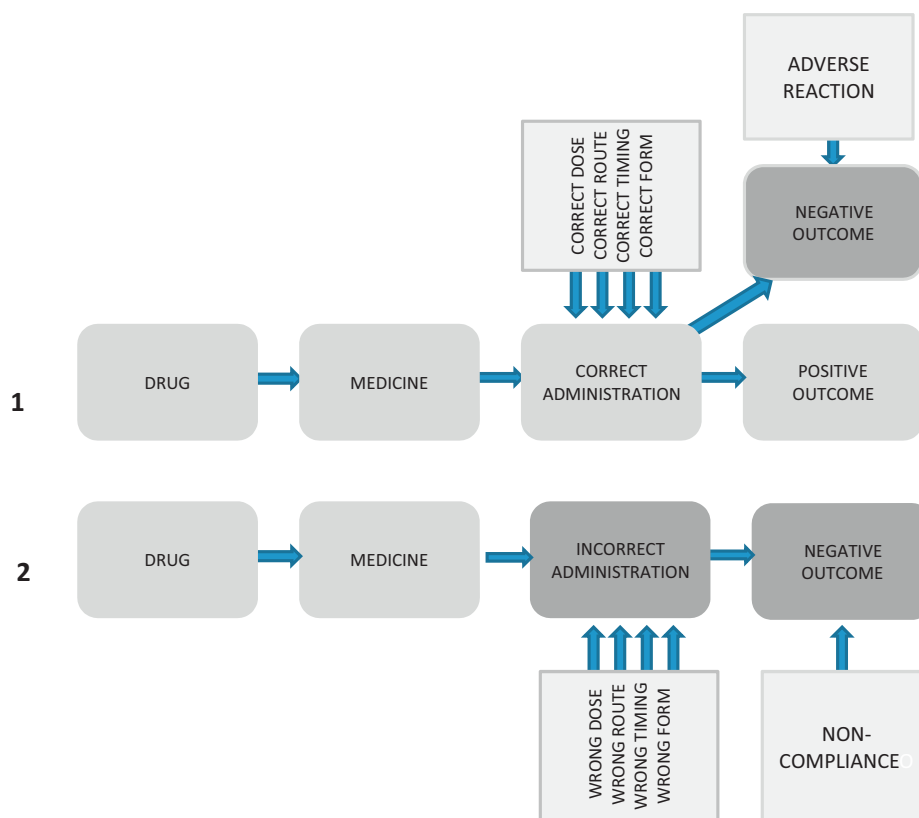 ADVERSE
REACTION
CORRECT DOSE
CORRECT ROUTE
CORRECT TIMING
CORRECT FORM
NEGATIVE
OUTCOME
1
DRUG
MEDICINE
CORRECT
ADMINISTRATION
POSITIVE
OUTCOME
2
DRUG
MEDICINE
INCORRECT
ADMINISTRATION
NEGATIVE
OUTCOME
WRONG DOSE
WRONG ROUTE
WRONG TIMING
WRONG FORM
NON-
COMPLIANCEO